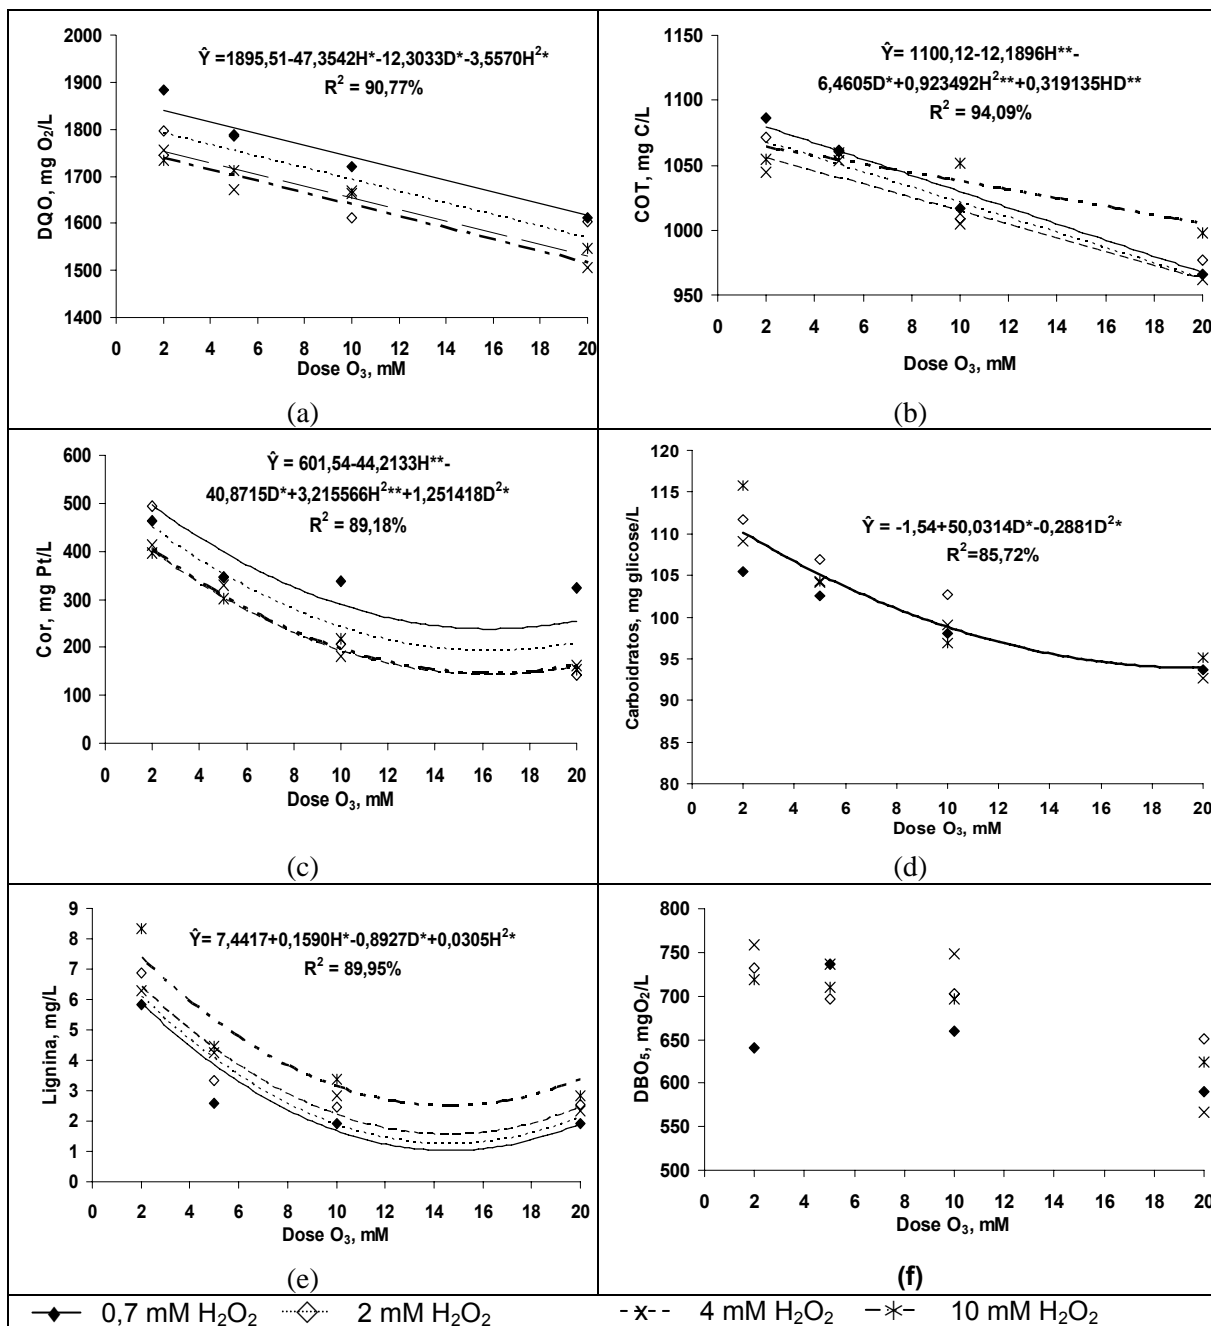 Ŷ =1895,51-47,3542H*-12,3033D*-3,5570H²*
R² = 90,77%
DQO, mg O₂/L
2000
1900
1800
1700
1600
1500
1400
0 2 4 6 8 10 12 14 16 18 20
Dose O₃, mM
(a)
Ŷ= 1100,12-12,1896H**-
6,4605D*+0,923492H²**+0,319135HD**
R² = 94,09%
COT, mg C/L
1150
1100
1050
1000
950
0 2 4 6 8 10 12 14 16 18 20
Dose O₃, mM
(b)
Ŷ = 601,54-44,2133H**-
40,8715D*+3,215566H²**+1,251418D²*
R² = 89,18%
Cor, mg Pt/L
600
500
400
300
200
100
0
0 2 4 6 8 10 12 14 16 18 20
Dose O₃, mM
(c)
Ŷ = -1,54+50,0314D*-0,2881D²*
R²=85,72%
Carboidratos, mg glicose/L
120
115
110
105
100
95
90
85
80
0 2 4 6 8 10 12 14 16 18 20
Dose O₃, mM
(d)
Ŷ= 7,4417+0,1590H*-0,8927D*+0,0305H²*
R² = 89,95%
Lignina, mg/L
9
8
7
6
5
4
3
2
1
0
0 2 4 6 8 10 12 14 16 18 20
Dose O₃, mM
(e)
DBO₅, mgO₂/L
800
750
700
650
600
550
500
0 2 4 6 8 10 12 14 16 18 20
Dose O₃, mM
(f)
0,7 mM H₂O₂ 2 mM H₂O₂ 4 mM H₂O₂ 10 mM H₂O₂